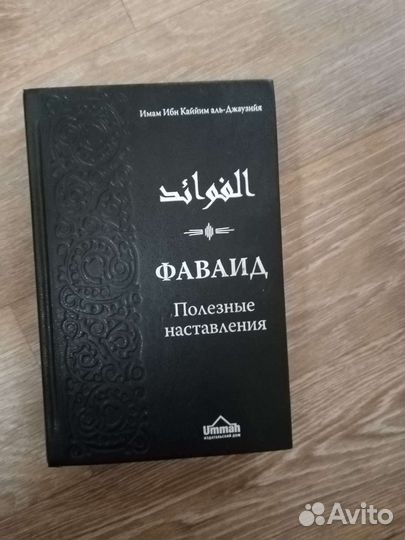 Имам Ибн Каййим аль-Джаузийя
الفوائد
ФАВАИД
Полезные
наставления
Ummah
издательский дом
Avito